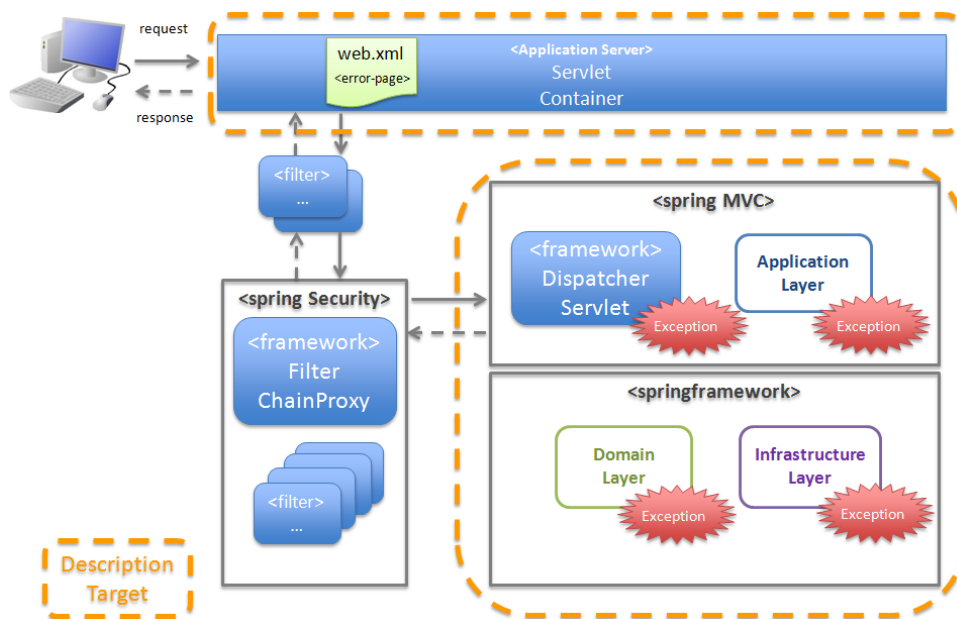 request
response
web.xml
<error-page>
<Application Server>
Servlet
Container
<filter>
...
<spring MVC>
<framework>
Dispatcher
Servlet
Exception
Application
Layer
Exception
<spring Security>
<framework>
Filter
ChainProxy
<filter>
...
<springframework>
Domain
Layer
Exception
Infrastructure
Layer
Exception
Description
Target